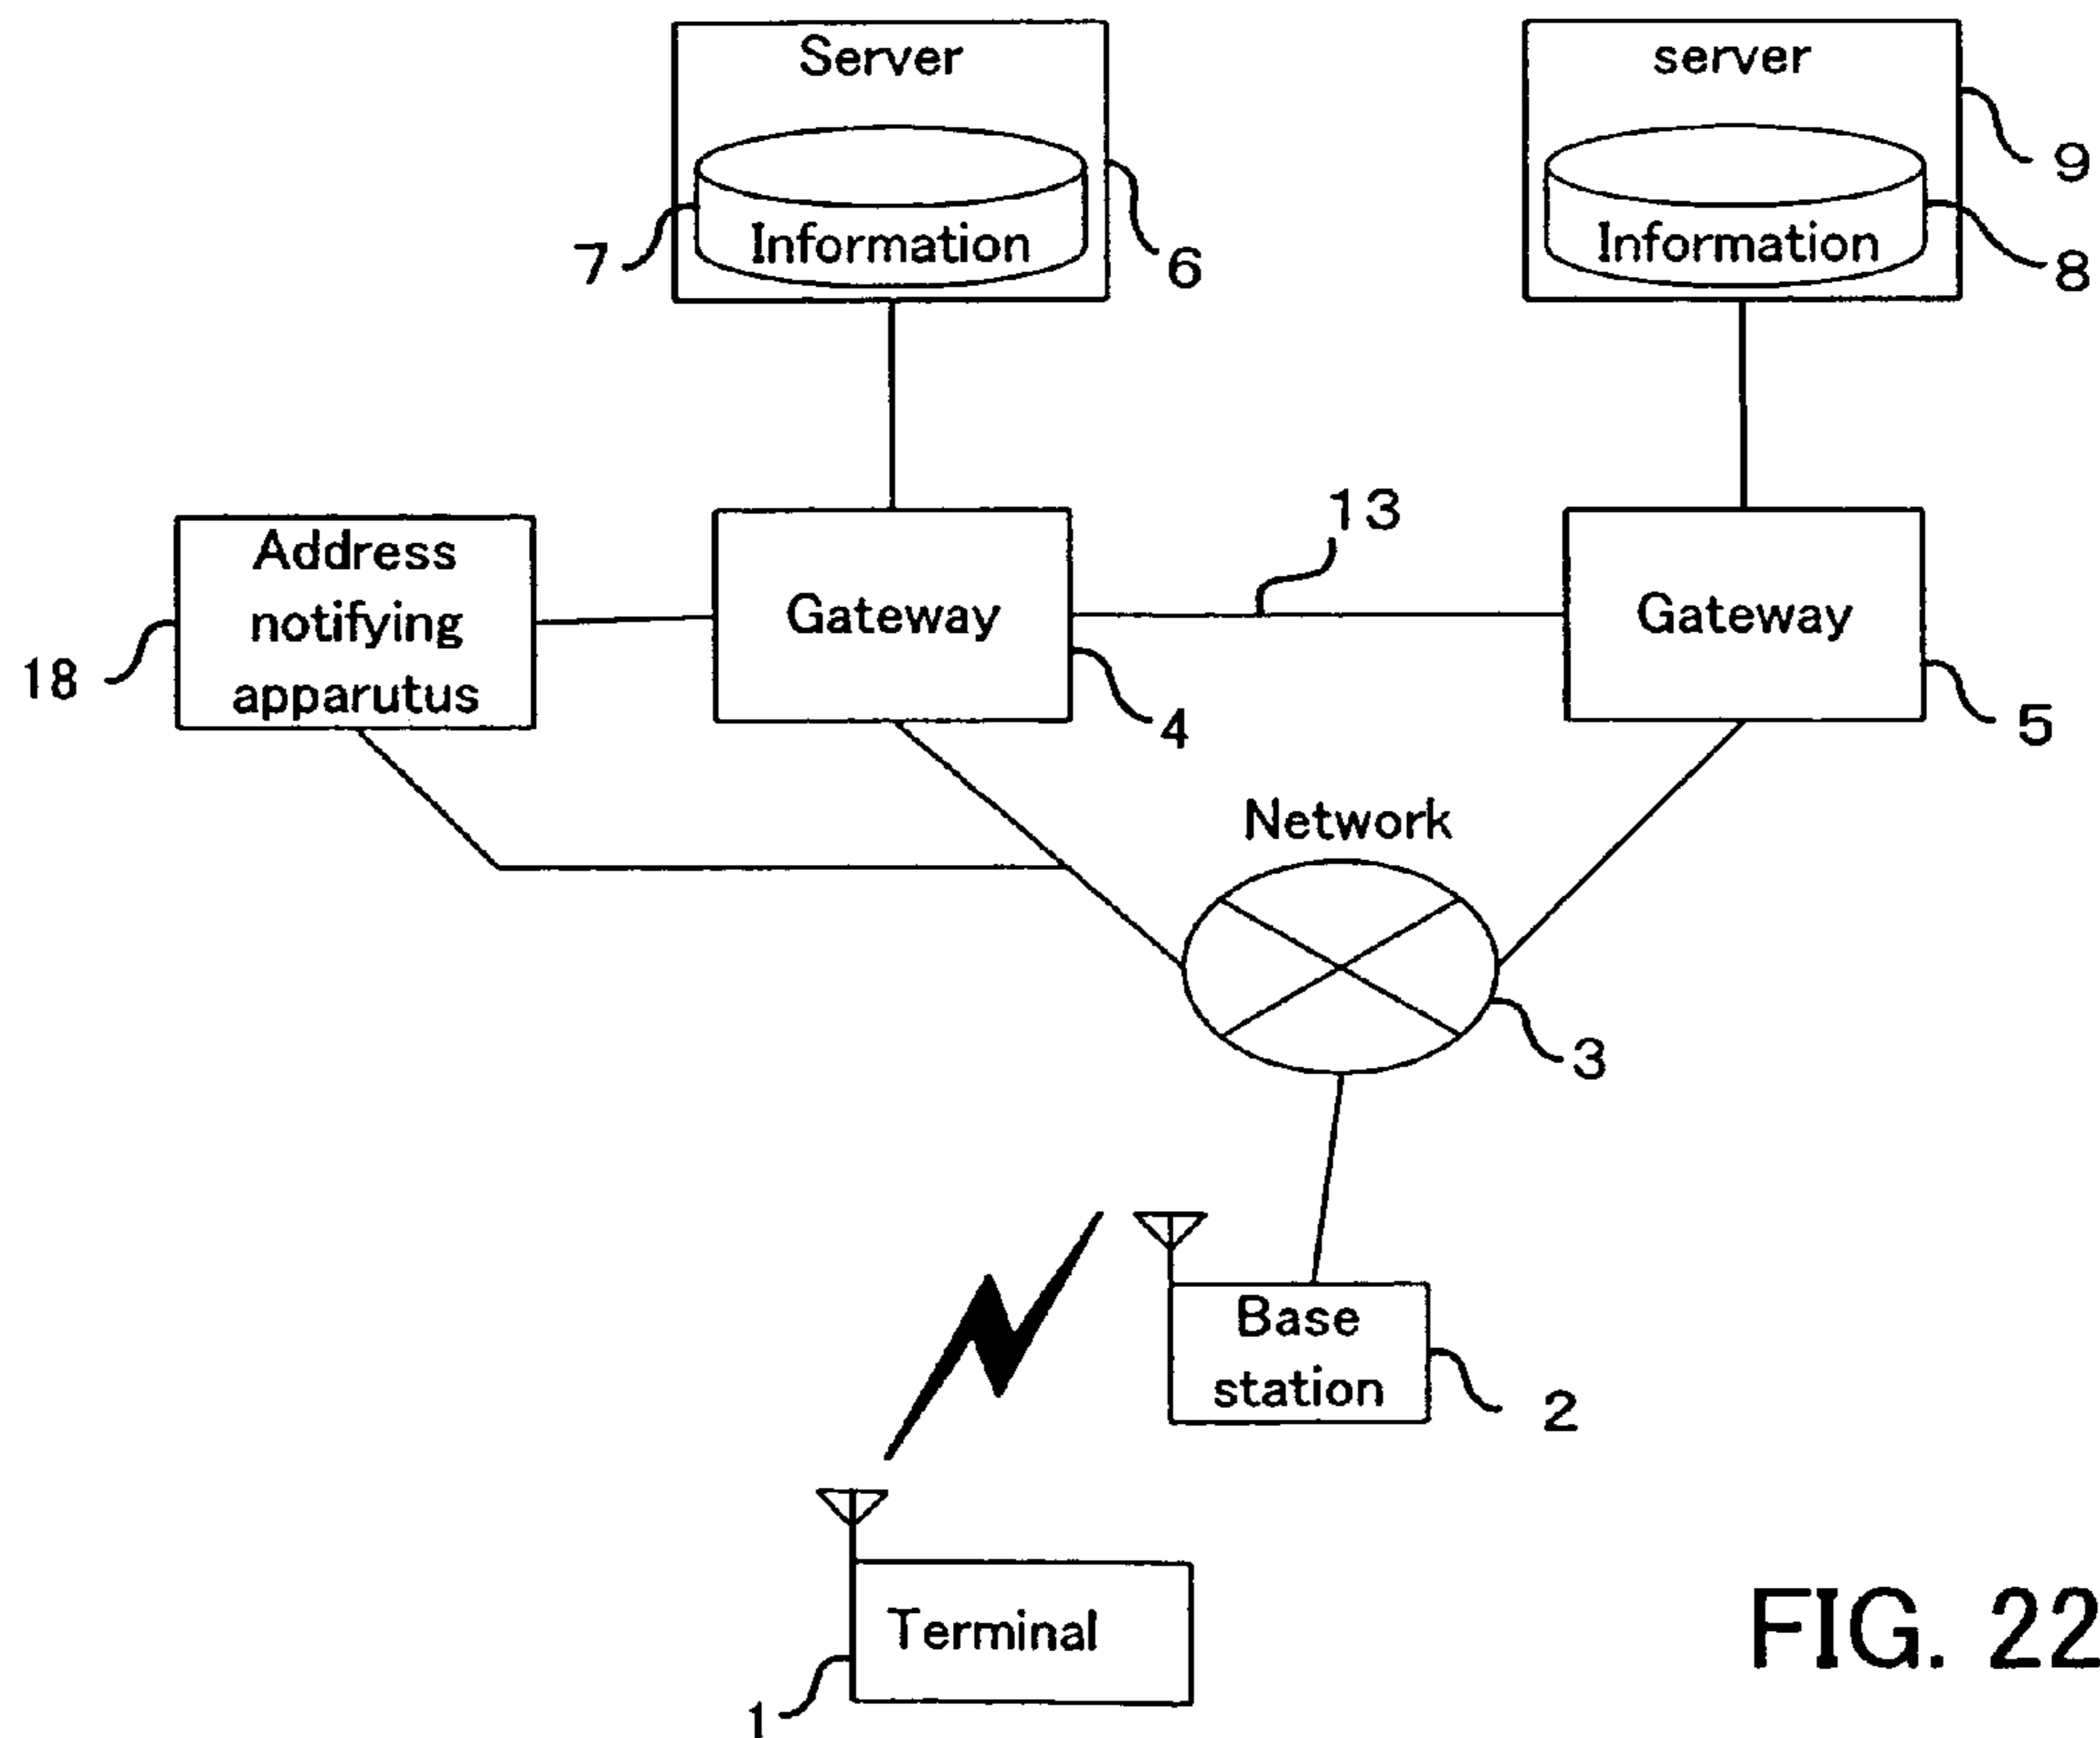 Server
server
9
7
Information
6
Information
8
13
Address
notifying
apparutus
Gateway
Gateway
18
4
5
Network
3
Base
station
2
Terminal
1
FIG. 22